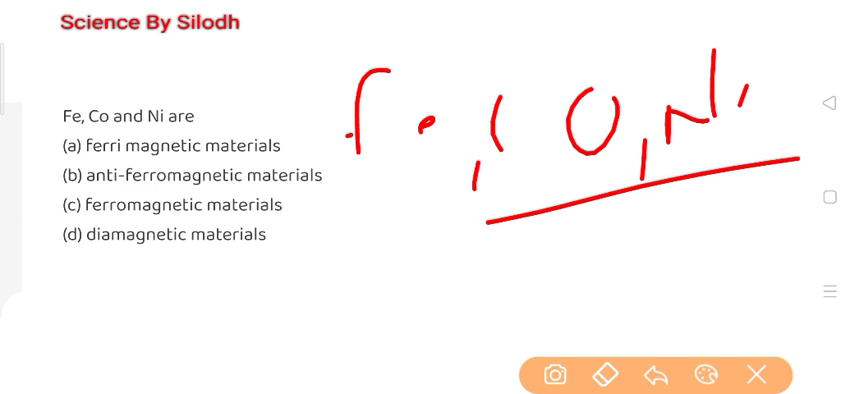 Science By Silodh
Fe, Co and Ni are
(a) Ferri magnetic materials
(b) anti-Ferromagnetic materials
(c) Ferromagnetic materials
(d) diamagnetic materials
Fe, CO, Ni